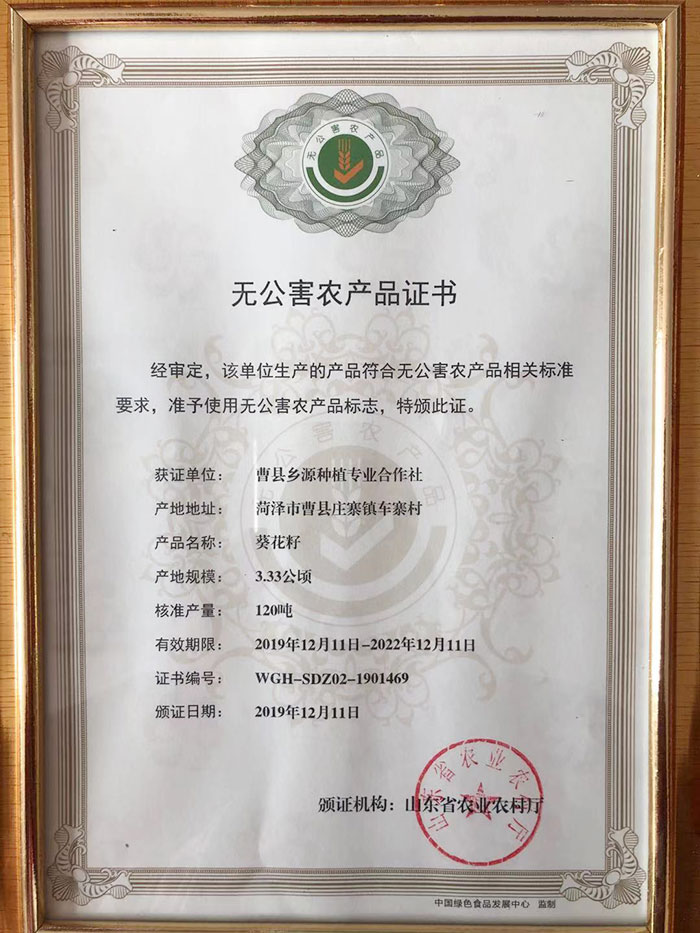 无公害农产品
无公害农产品证书
经审定，该单位生产的产品符合无公害农产品相关标准
要求，准予使用无公害农产品标志，特颁此证。
无公害农产品
获证单位：曹县乡源种植专业合作社
产地地址：菏泽市曹县庄寨镇车寨村
产品名称：葵花籽
产地规模：3.33公顷
核准产量：120吨
有效期限：2019年12月11日-2022年12月11日
证书编号：WGH-SDZ02-1901469
颁证日期：2019年12月11日
山东省农业农村厅
颁证机构：山东省农业农村厅
中国绿色食品发展中心 监制